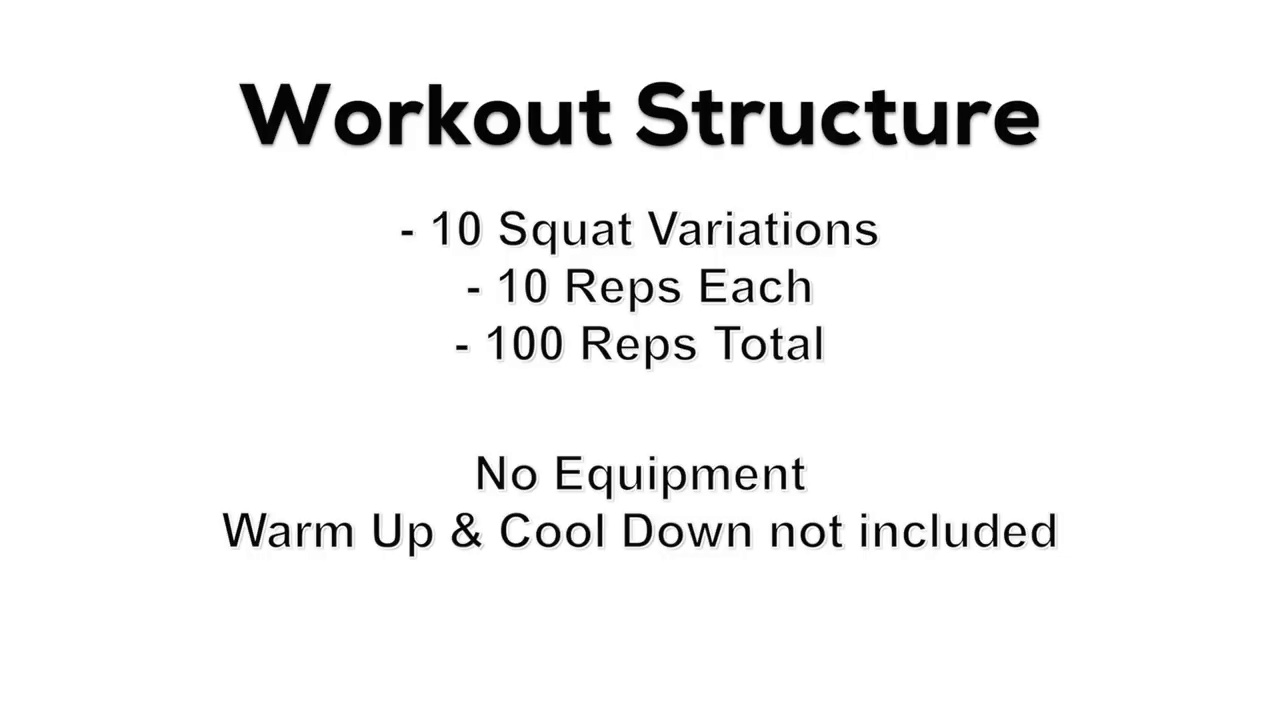 Workout Structure
- 10 Squat Variations
- 10 Reps Each
- 100 Reps Total
No Equipment
Warm Up & Cool Down not included